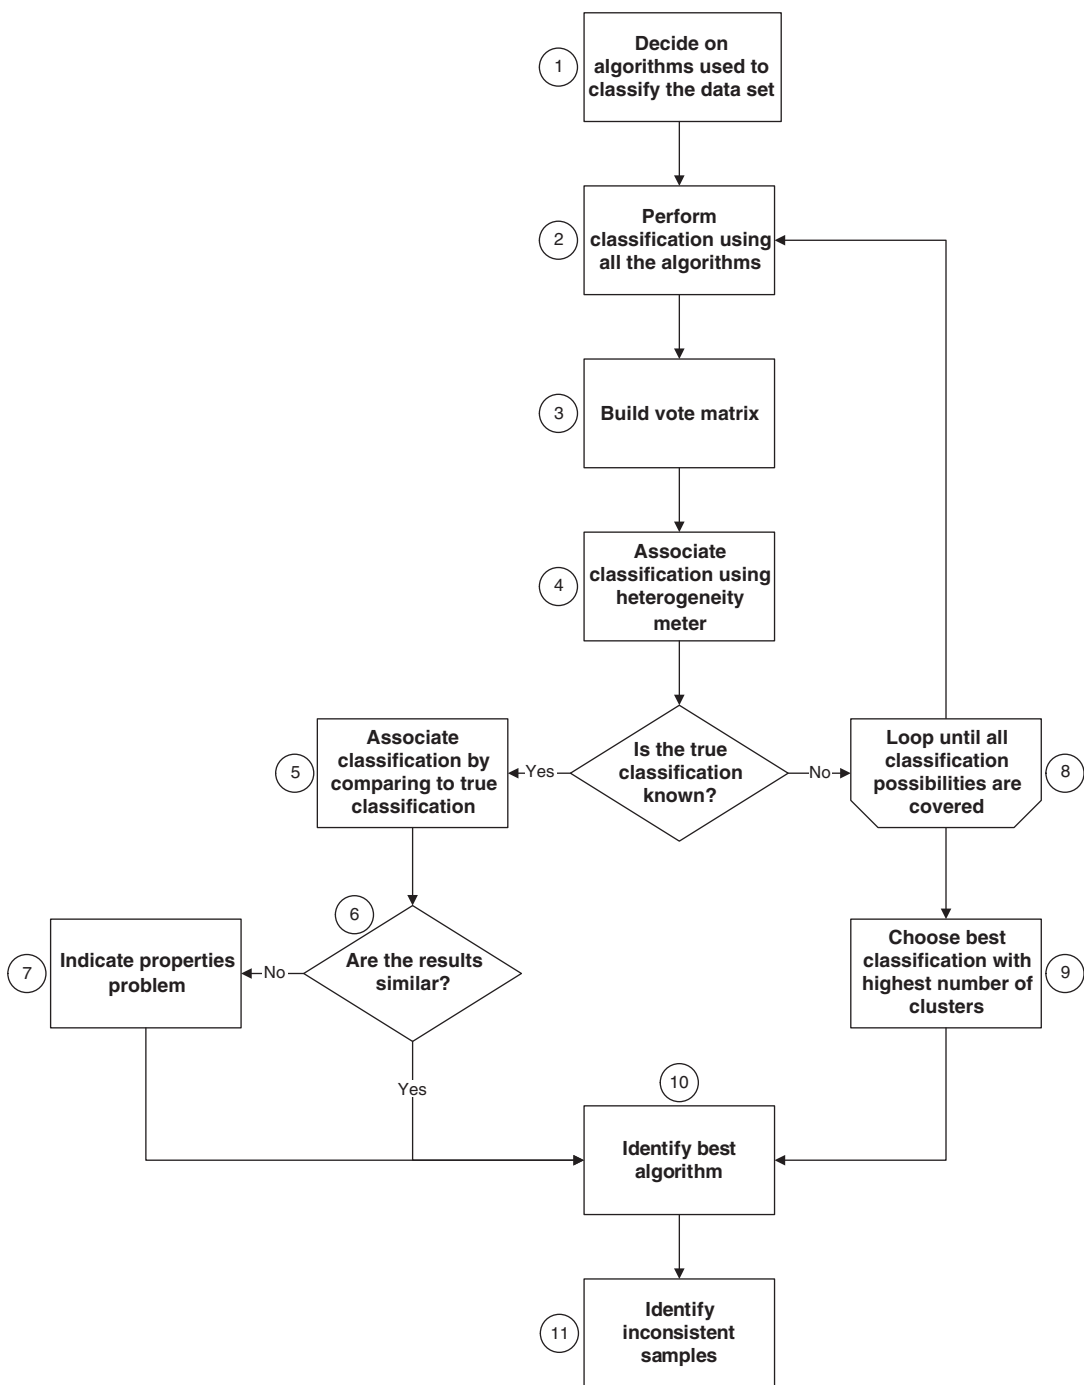 1
Decide on
algorithms used to
classify the data set
2
Perform
classification using
all the algorithms
3
Build vote matrix
4
Associate
classification using
heterogeneity
meter
Is the true
classification
known?
Yes
No
5
Associate
classification by
comparing to true
classification
Loop until all
classification
possibilities are
covered
8
6
Are the results
similar?
No
Yes
7
Indicate properties
problem
Choose best
classification with
highest number of
clusters
9
10
Identify best
algorithm
11
Identify
inconsistent
samples